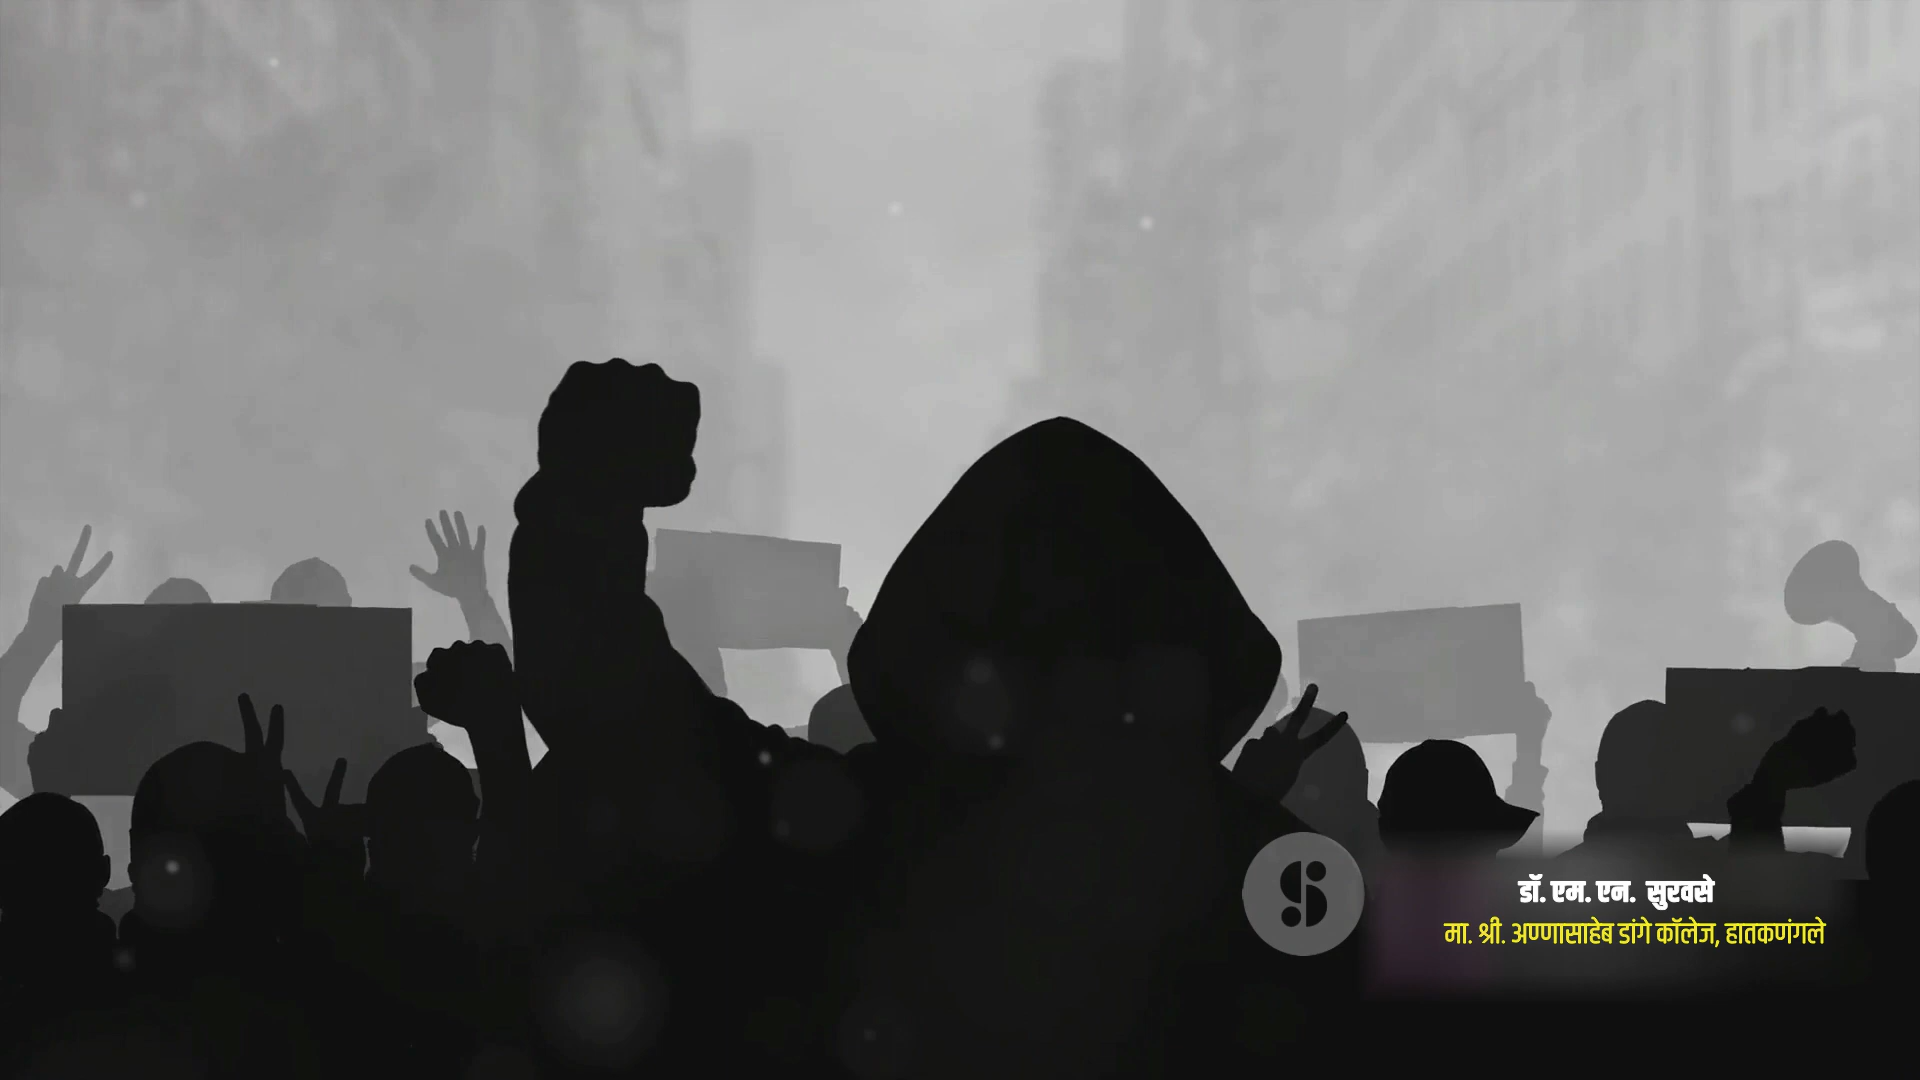 डॉ. एम. एन. सुरवसे
मा. श्री. अण्णासाहेब डांगे कॉलेज, हातकणंगले